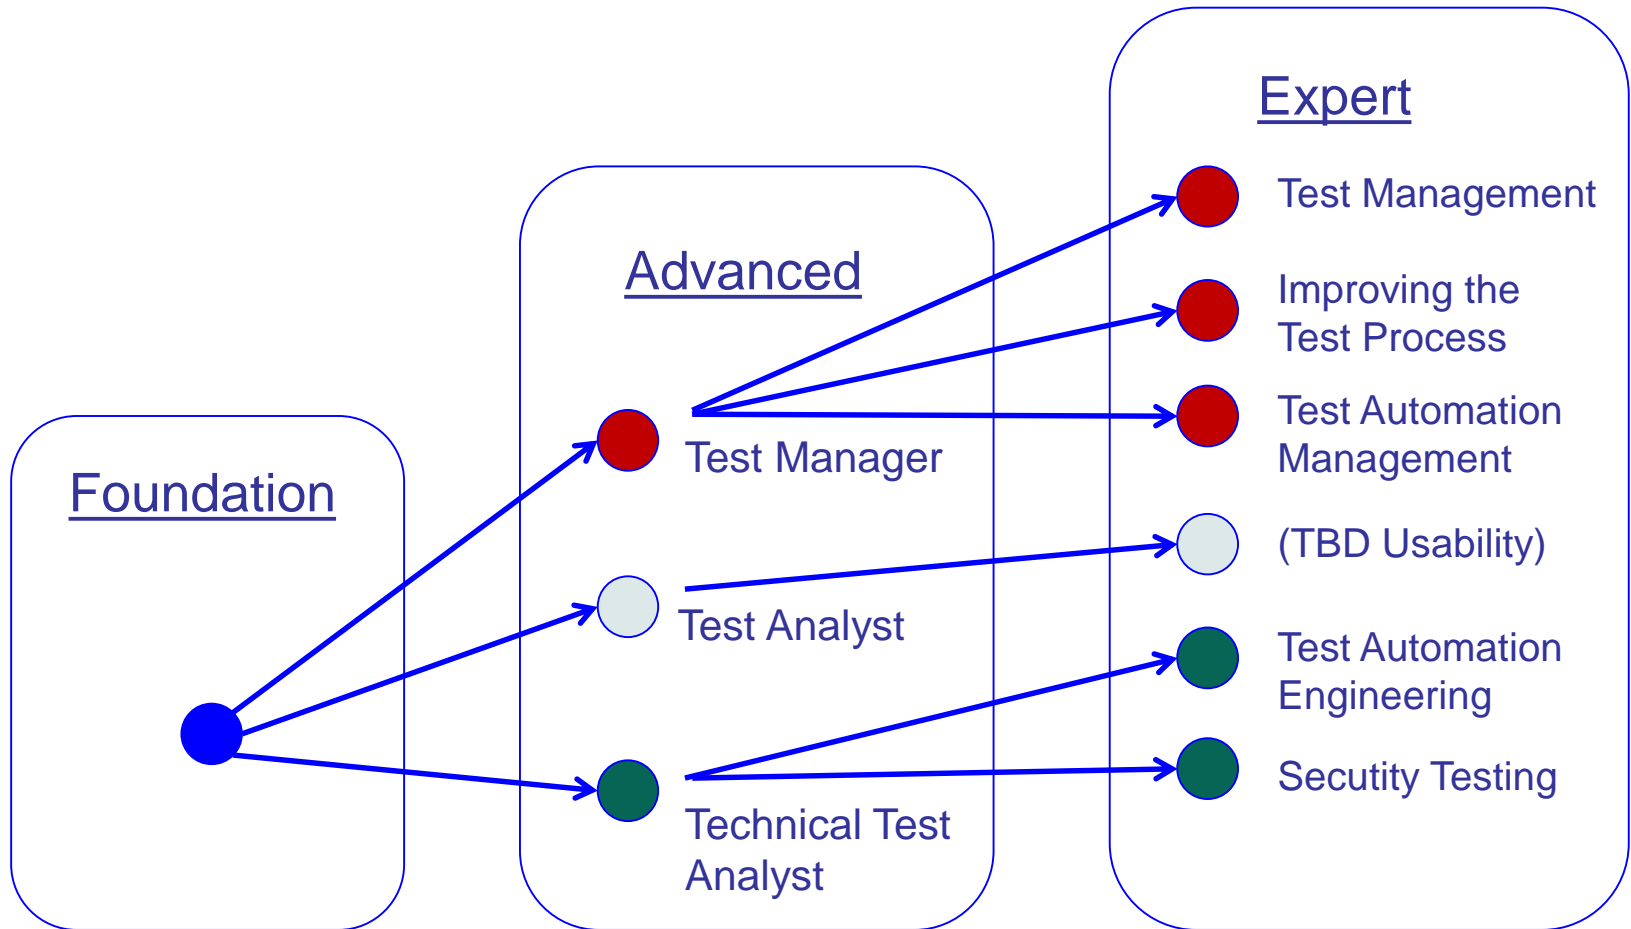 Foundation
Advanced
Test Manager
Test Analyst
Technical Test
Analyst
Expert
Test Management
Improving the
Test Process
Test Automation
Management
(TBD Usability)
Test Automation
Engineering
Secutity Testing